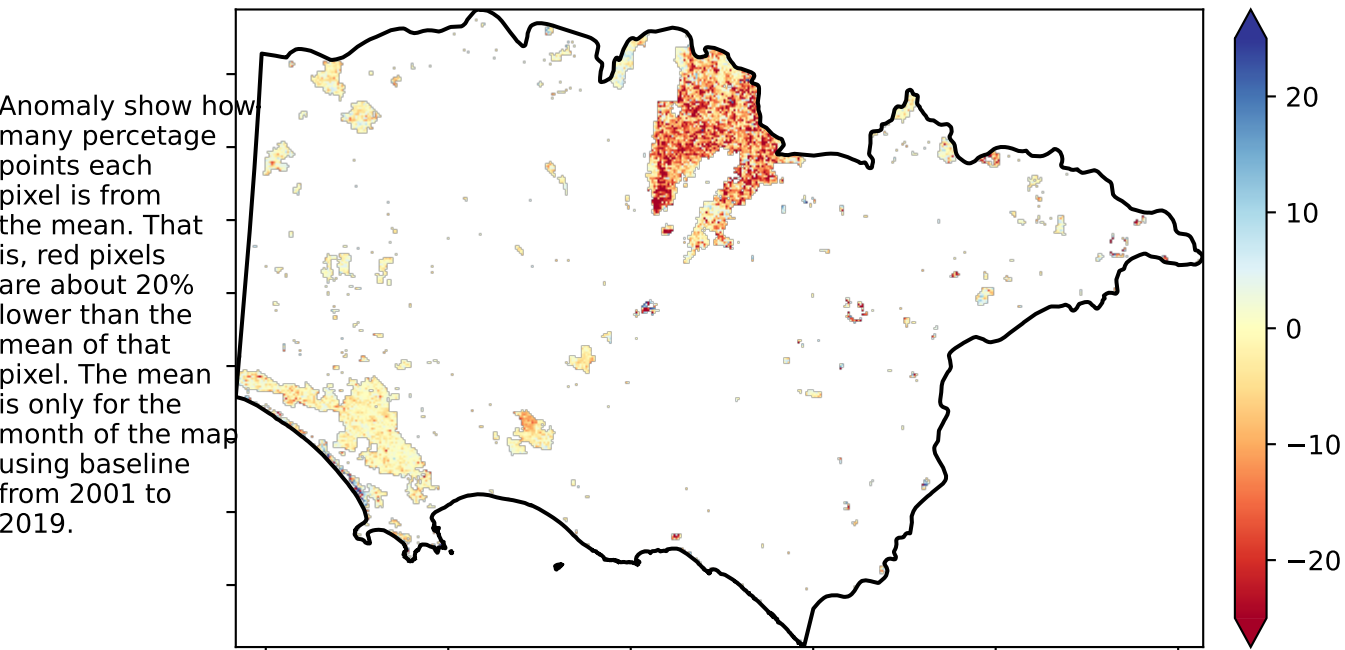 Anomaly show how
many percetage
points each
pixel is from
the mean. That
is, red pixels
are about 20%
lower than the
mean of that
pixel. The mean
is only for the
month of the map
using baseline
from 2001 to
2019.
20
10
0
−10
−20